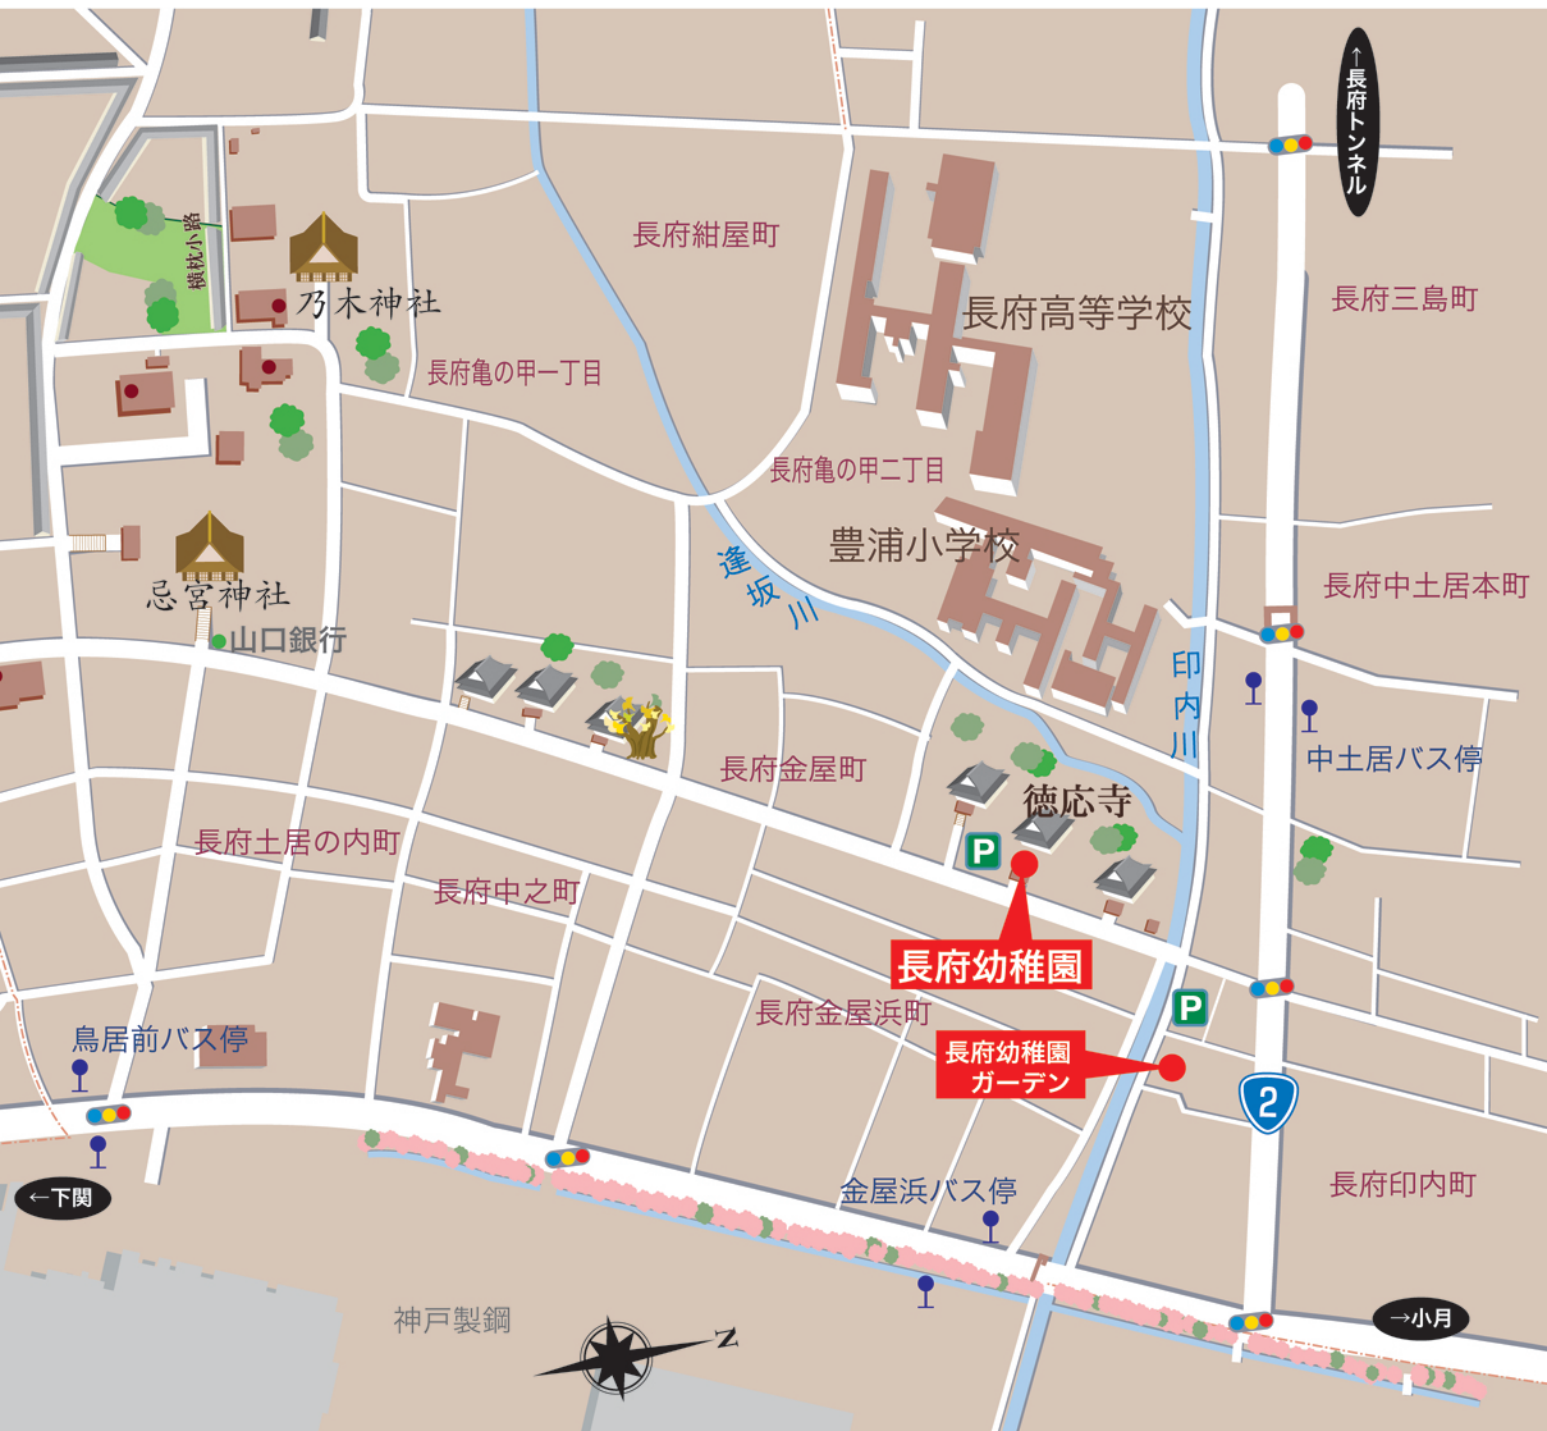 ↑長府トンネル
横枕小路
長府紺屋町
乃木神社
長府高等学校
長府三島町
長府亀の甲一丁目
長府亀の甲二丁目
豊浦小学校
逢坂川
長府中土居本町
忌宮神社
山口銀行
印内川
中土居バス停
長府金屋町
徳応寺
長府土居の内町
P
長府中之町
長府幼稚園
長府金屋浜町
P
鳥居前バス停
長府幼稚園
ガーデン
2
←下関
金屋浜バス停
長府印内町
神戸製鋼
N
→小月